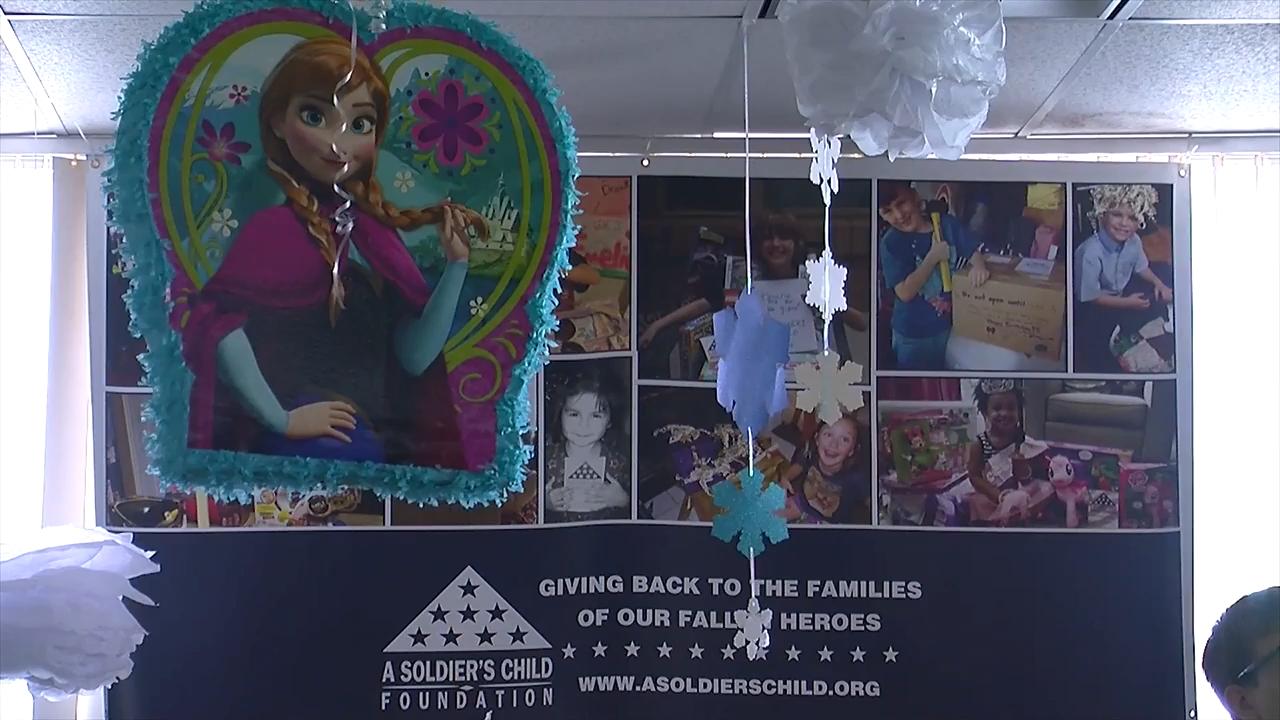 GIVING BACK TO THE FAMILIES
OF OUR FALLEN HEROES
A SOLDIER'S CHILD
FOUNDATION
WWW.ASOLDIERSCHILD.ORG